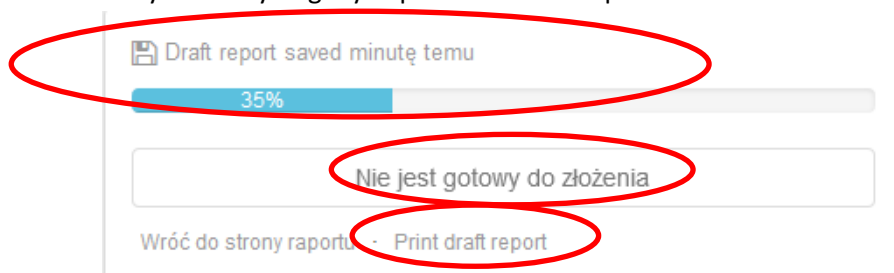 Draft report saved minutę temu
35%
Nie jest gotowy do złożenia
Wróć do strony raportu - Print draft report